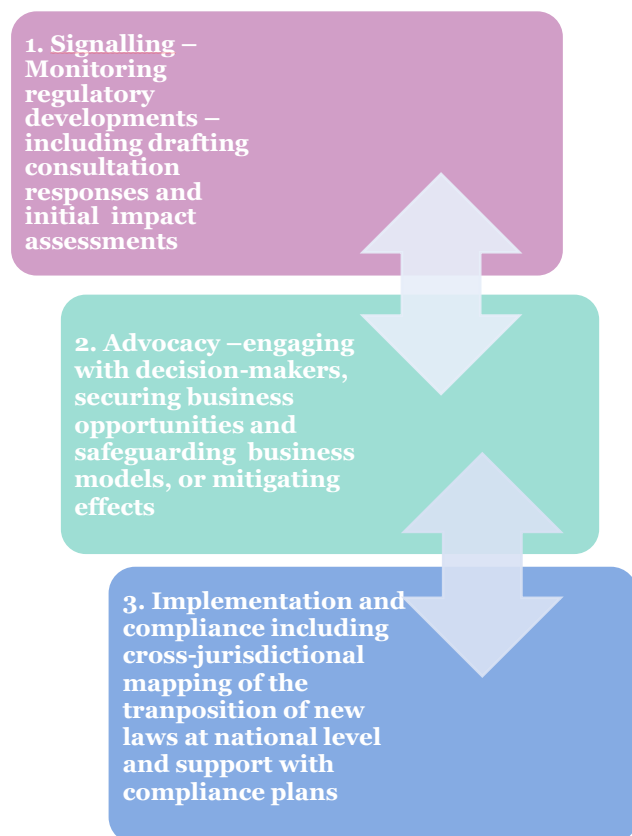 1. Signalling –
Monitoring
regulatory
developments –
including drafting
consultation
responses and
initial impact
assessments
2. Advocacy –engaging
with decision-makers,
securing business
opportunities and
safeguarding business
models, or mitigating
effects
3. Implementation and
compliance including
cross-jurisdictional
mapping of the
tranposition of new
laws at national level
and support with
compliance plans